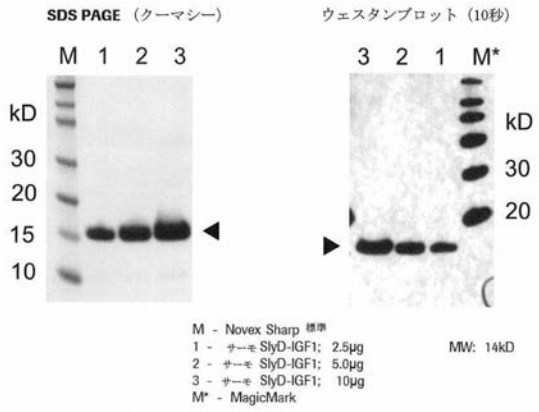 SDS PAGE (クーマシー)
ウェスタンブロット (10秒)
M 1 2 3
3 2 1 M*
kD
30
20
15
10
kD
30
20
M - Novex Sharp 標準
1 - サーモ SlyD-IGF1; 2.5µg
2 - サーモ SlyD-IGF1; 5.0µg
3 - サーモ SlyD-IGF1; 10µg
M* - MagicMark
MW: 14kD